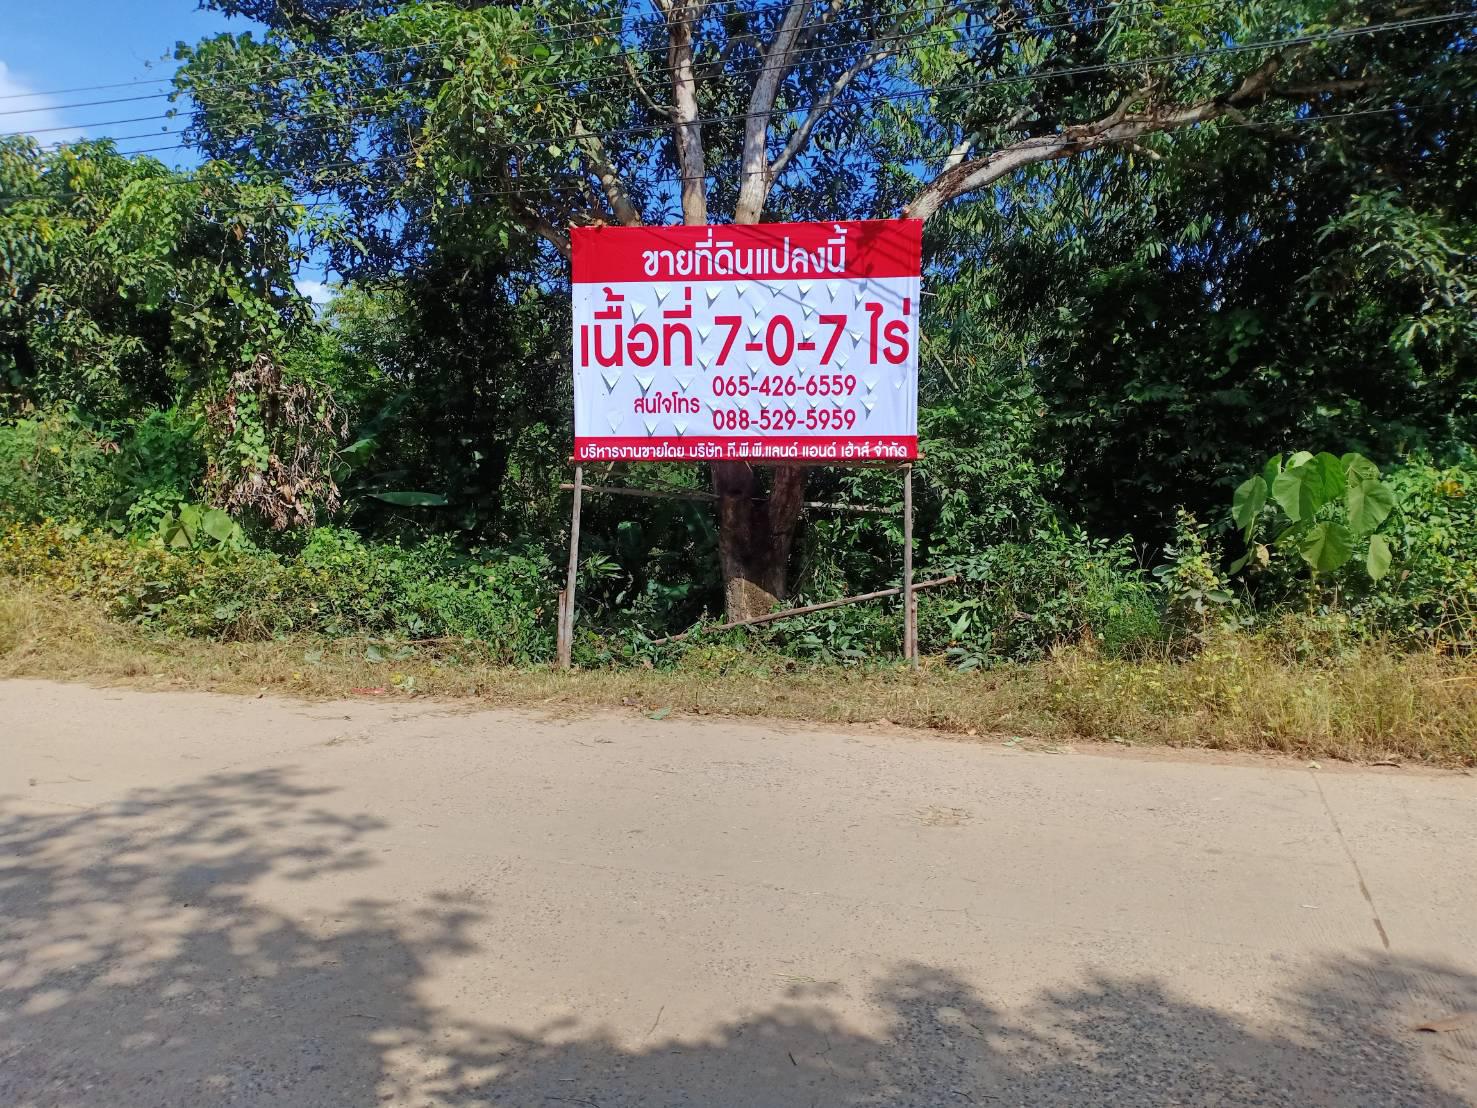 ขายที่ดินแปลงนี้
เนื้อที่ 7-0-7 ไร่
สนใจโทร 065-426-6559
088-529-5959
บริหารงานขายโดย บริษัท ที.พี.พี.แลนด์ แอนด์ เฮ้าส์ จำกัด